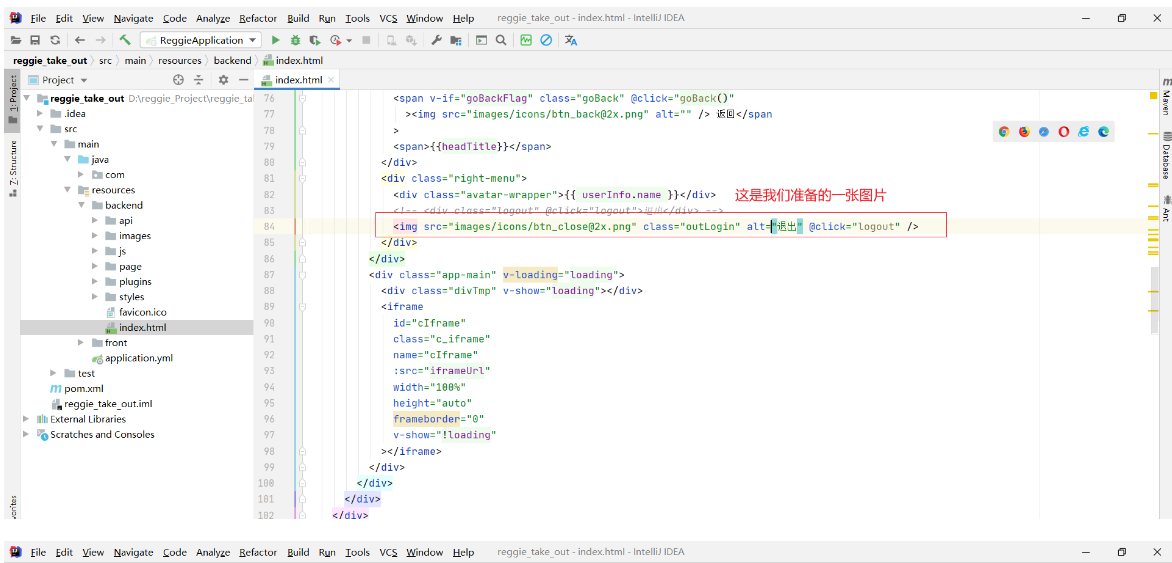 File Edit View Navigate Code Analyze Refactor Build Run Tools VCS Window Help reggie_take_out - index.html - IntelliJ IDEA
ReggieApplication
reggie_take_out src main resources backend index.html
Project
index.html
1: Project
7: Structure
Maven
Database
Ant
reggie_take_out D:\reggie_Project\reggie_ta
.idea
src
main
java
com
resources
backend
api
images
js
page
plugins
styles
favicon.ico
index.html
front
application.yml
test
pom.xml
reggie_take_out.iml
External Libraries
Scratches and Consoles
76 <span v-if="goBackFlag" class="goBack" @click="goBack()"
77 ><img src="images/icons/btn_back@2x.png" alt="" /> 返回</span
78 >
79 <span>{{headTitle}}</span>
80 </div>
81 <div class="right-menu">
82 <div class="avatar-wrapper">{{ userInfo.name }}</div>
这是我们准备的一张图片
83 <!-- <div class="logout" @click="logout">退出</div> -->
84 <img src="images/icons/btn_close@2x.png" class="outLogin" alt="退出" @click="logout" />
85 </div>
86 </div>
87 <div class="app-main" v-loading="loading">
88 <div class="divTmp" v-show="loading"></div>
89 <iframe
90 id="cIframe"
91 class="c_iframe"
92 name="cIframe"
93 :src="iframeUrl"
94 width="100%"
95 height="auto"
96 frameborder="0"
97 v-show="!loading"
98 ></iframe>
99 </div>
100 </div>
101 </div>
102 </div>
File Edit View Navigate Code Analyze Refactor Build Run Tools VCS Window Help reggie_take_out - index.html - IntelliJ IDEA